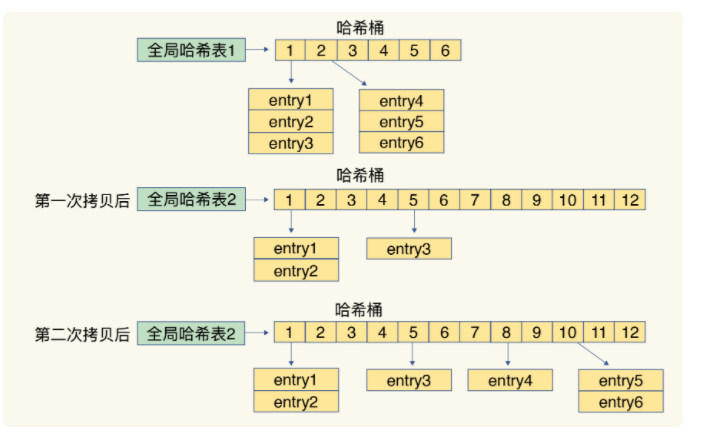 哈希桶
全局哈希表1 1 2 3 4 5 6
entry1 entry4
entry2 entry5
entry3 entry6
哈希桶
第一次拷贝后 全局哈希表2 1 2 3 4 5 6 7 8 9 10 11 12
entry1 entry3
entry2
哈希桶
第二次拷贝后 全局哈希表2 1 2 3 4 5 6 7 8 9 10 11 12
entry1 entry3 entry4 entry5
entry2 entry6